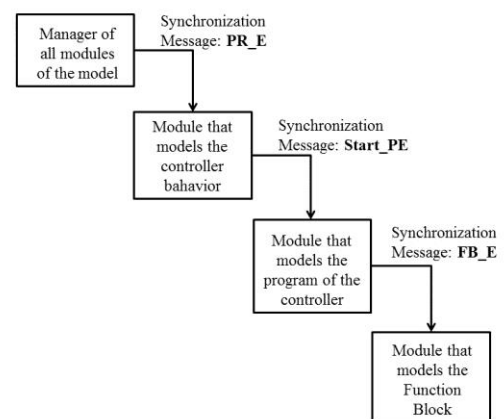 Manager of
all modules
of the model
Synchronization
Message: PR_E
Module that
models the
controller
bahavior
Synchronization
Message: Start_PE
Module that
models the
program of the
controller
Synchronization
Message: FB_E
Module that
models the
Function
Block